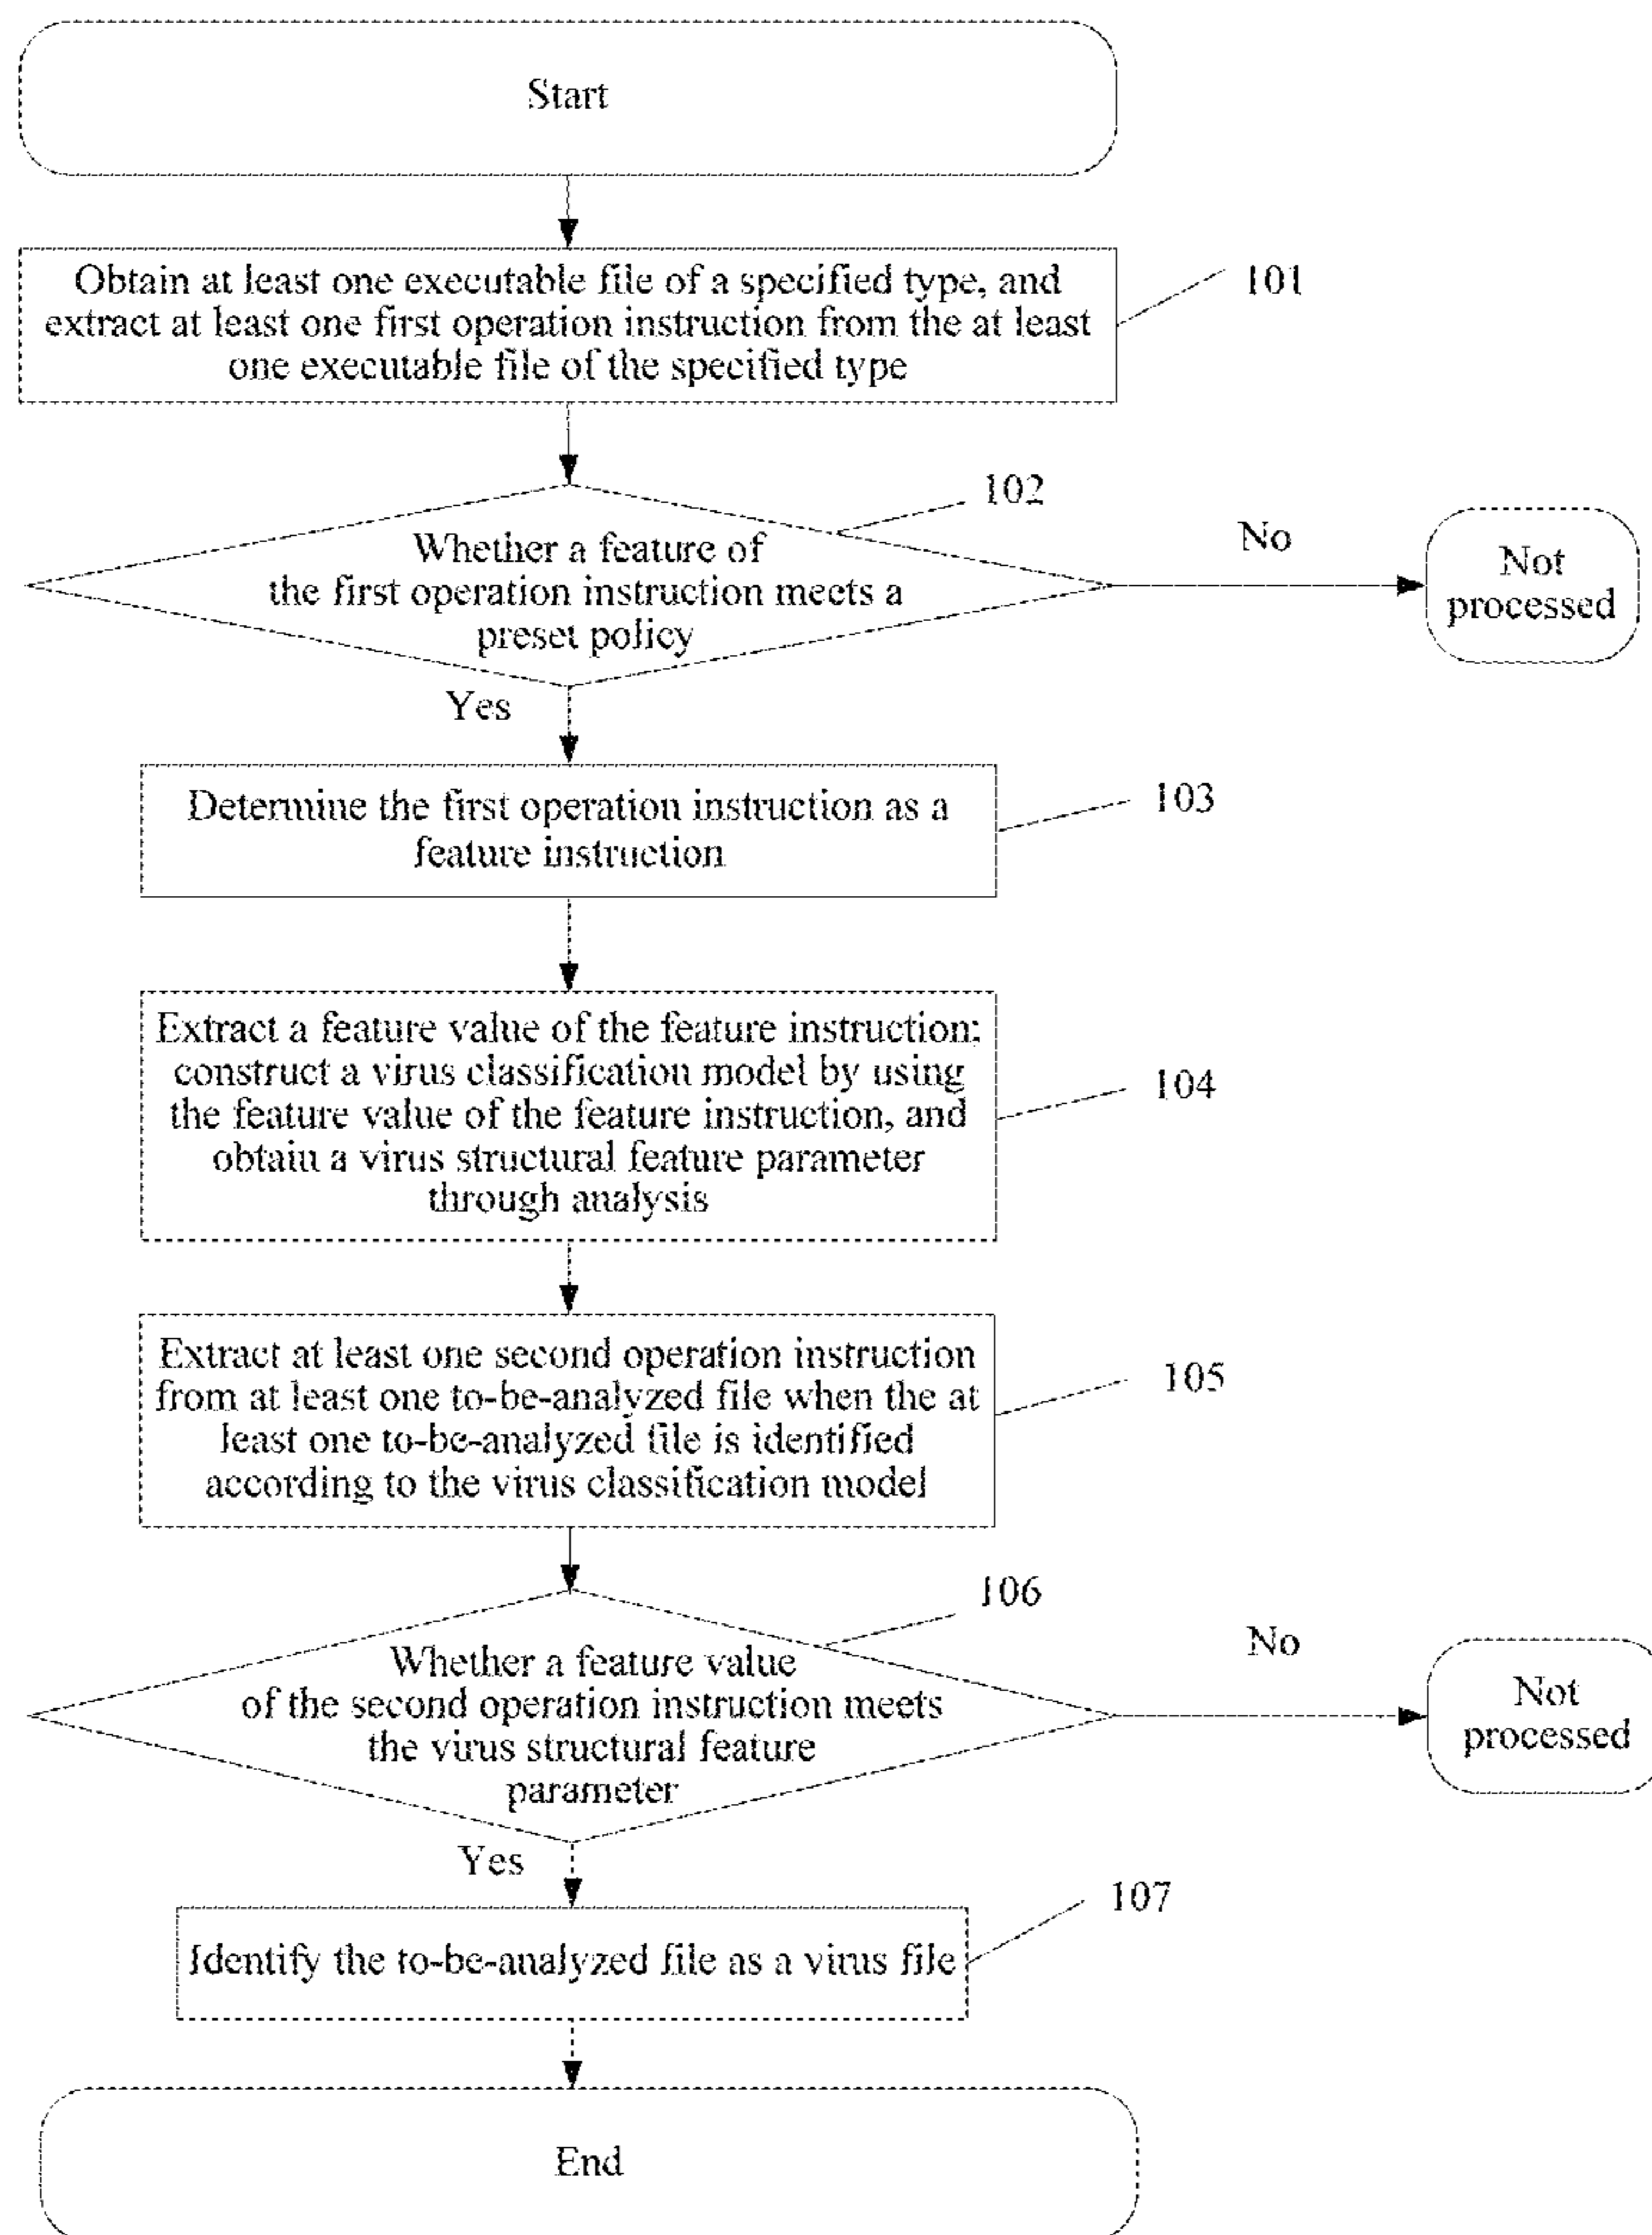 Start
Obtain at least one executable file of a specified type, and
extract at least one first operation instruction from the at least
one executable file of the specified type
101
102
Whether a feature of
the first operation instruction meets a
preset policy
No
Not
processed
Yes
Determine the first operation instruction as a
feature instruction
103
Extract a feature value of the feature instruction;
construct a virus classification model by using
the feature value of the feature instruction, and
obtain a virus structural feature parameter
through analysis
104
Extract at least one second operation instruction
from at least one to-be-analyzed file when the at
least one to-be-analyzed file is identified
according to the virus classification model
105
106
Whether a feature value
of the second operation instruction meets
the virus structural feature
parameter
No
Not
processed
Yes
107
Identify the to-be-analyzed file as a virus file
End